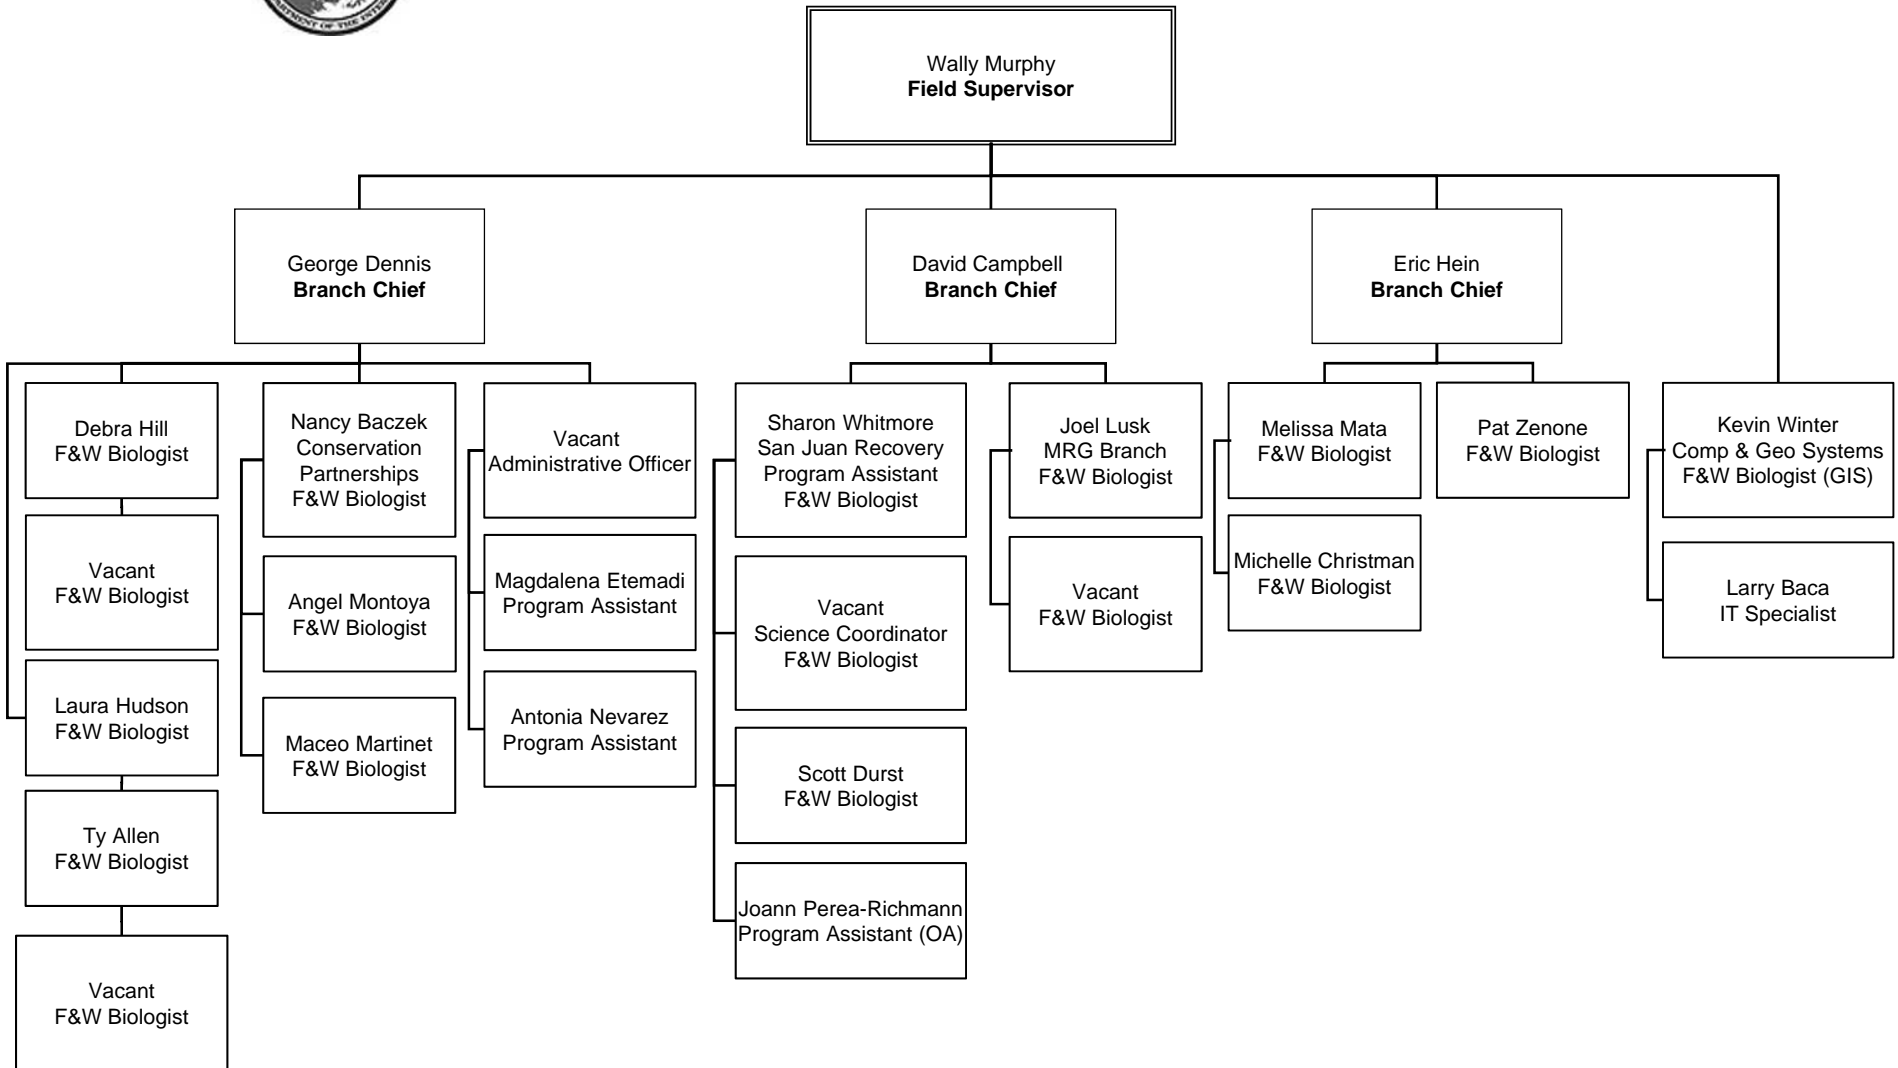 DEPARTMENT OF THE INTER
Wally Murphy
Field Supervisor
George Dennis
Branch Chief
David Campbell
Branch Chief
Eric Hein
Branch Chief
Debra Hill
F&W Biologist
Vacant
F&W Biologist
Laura Hudson
F&W Biologist
Ty Allen
F&W Biologist
Vacant
F&W Biologist
Nancy Baczek
Conservation
Partnerships
F&W Biologist
Angel Montoya
F&W Biologist
Maceo Martinet
F&W Biologist
Vacant
Administrative Officer
Magdalena Etemadi
Program Assistant
Antonia Nevarez
Program Assistant
Sharon Whitmore
San Juan Recovery
Program Assistant
F&W Biologist
Vacant
Science Coordinator
F&W Biologist
Scott Durst
F&W Biologist
Joann Perea-Richmann
Program Assistant (OA)
Joel Lusk
MRG Branch
F&W Biologist
Vacant
F&W Biologist
Melissa Mata
F&W Biologist
Michelle Christman
F&W Biologist
Pat Zenone
F&W Biologist
Kevin Winter
Comp & Geo Systems
F&W Biologist (GIS)
Larry Baca
IT Specialist